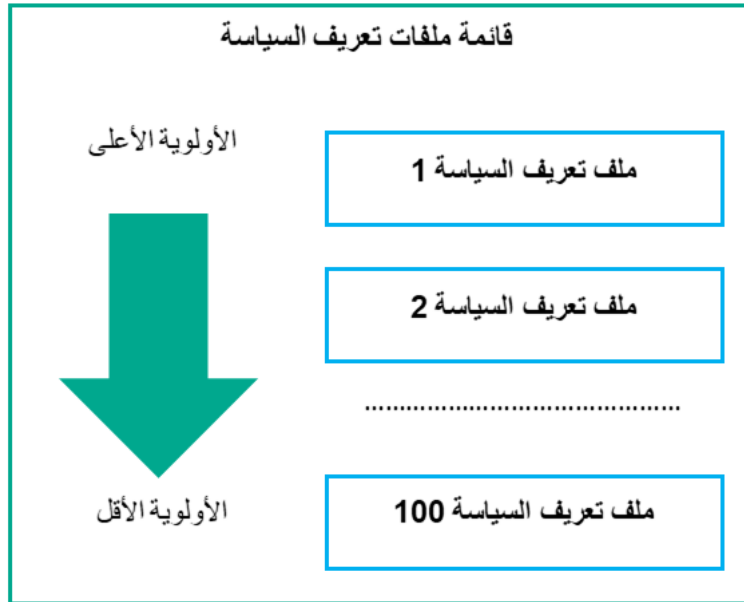 قائمة ملفات تعريف السياسة
الأولوية الأعلى
ملف تعريف السياسة 1
ملف تعريف السياسة 2
................................................
ملف تعريف السياسة 100
الأولوية الأقل